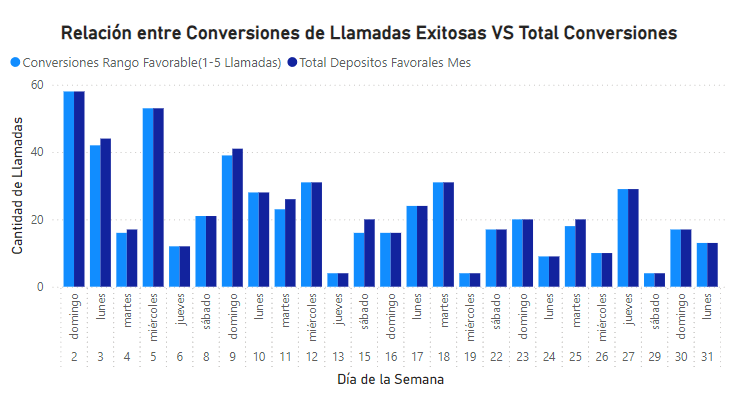 Relación entre Conversiones de Llamadas Exitosas VS Total Conversiones
Conversiones Rango Favorable(1-5 Llamadas) Total Depositos Favorales Mes
Cantidad de Llamadas
60
40
20
0
domingo lunes martes miércoles jueves sábado domingo lunes martes miércoles jueves sábado domingo lunes martes miércoles sábado domingo lunes martes miércoles jueves sábado domingo lunes
2 3 4 5 6 8 9 10 11 12 13 15 16 17 18 19 22 23 24 25 26 27 29 30 31
Día de la Semana